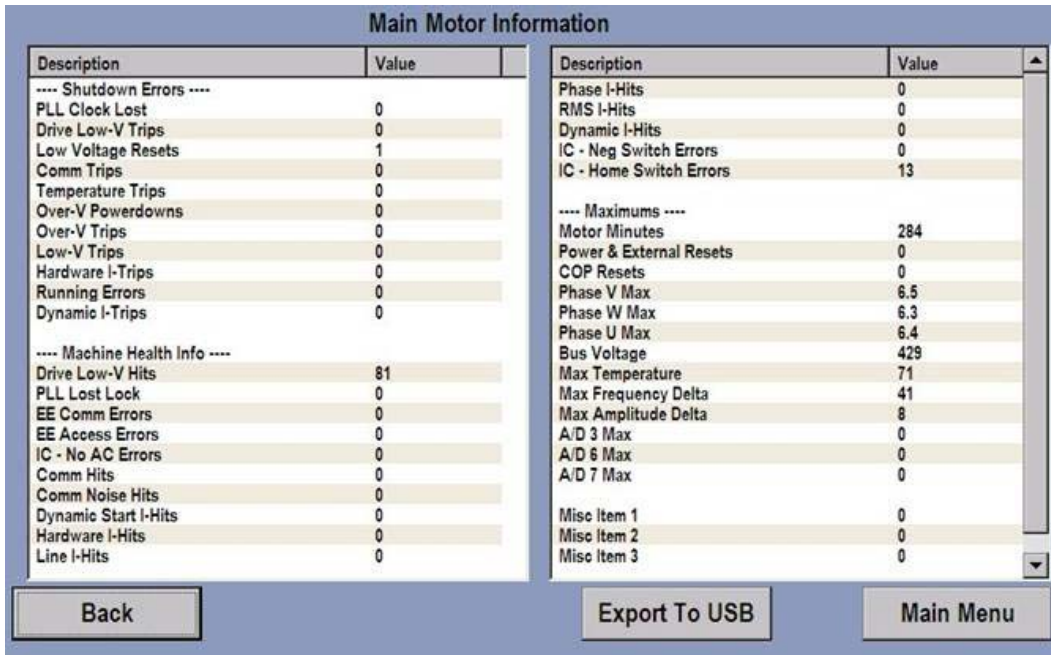 Main Motor Information
Description Value
---- Shutdown Errors ----
PLL Clock Lost 0
Drive Low-V Trips 0
Low Voltage Resets 1
Comm Trips 0
Temperature Trips 0
Over-V Powerdowns 0
Over-V Trips 0
Low-V Trips 0
Hardware I-Trips 0
Running Errors 0
Dynamic I-Trips 0
---- Machine Health Info ----
Drive Low-V Hits 81
PLL Lost Lock 0
EE Comm Errors 0
EE Access Errors 0
IC - No AC Errors 0
Comm Hits 0
Comm Noise Hits 0
Dynamic Start I-Hits 0
Hardware I-Hits 0
Line I-Hits 0
Description Value
Phase I-Hits 0
RMS I-Hits 0
Dynamic I-Hits 0
IC - Neg Switch Errors 0
IC - Home Switch Errors 13
---- Maximums ----
Motor Minutes 284
Power & External Resets 0
COP Resets 0
Phase V Max 6.5
Phase W Max 6.3
Phase U Max 6.4
Bus Voltage 429
Max Temperature 71
Max Frequency Delta 41
Max Amplitude Delta 8
A/D 3 Max 0
A/D 6 Max 0
A/D 7 Max 0
Misc Item 1 0
Misc Item 2 0
Misc Item 3 0
Back
Export To USB
Main Menu